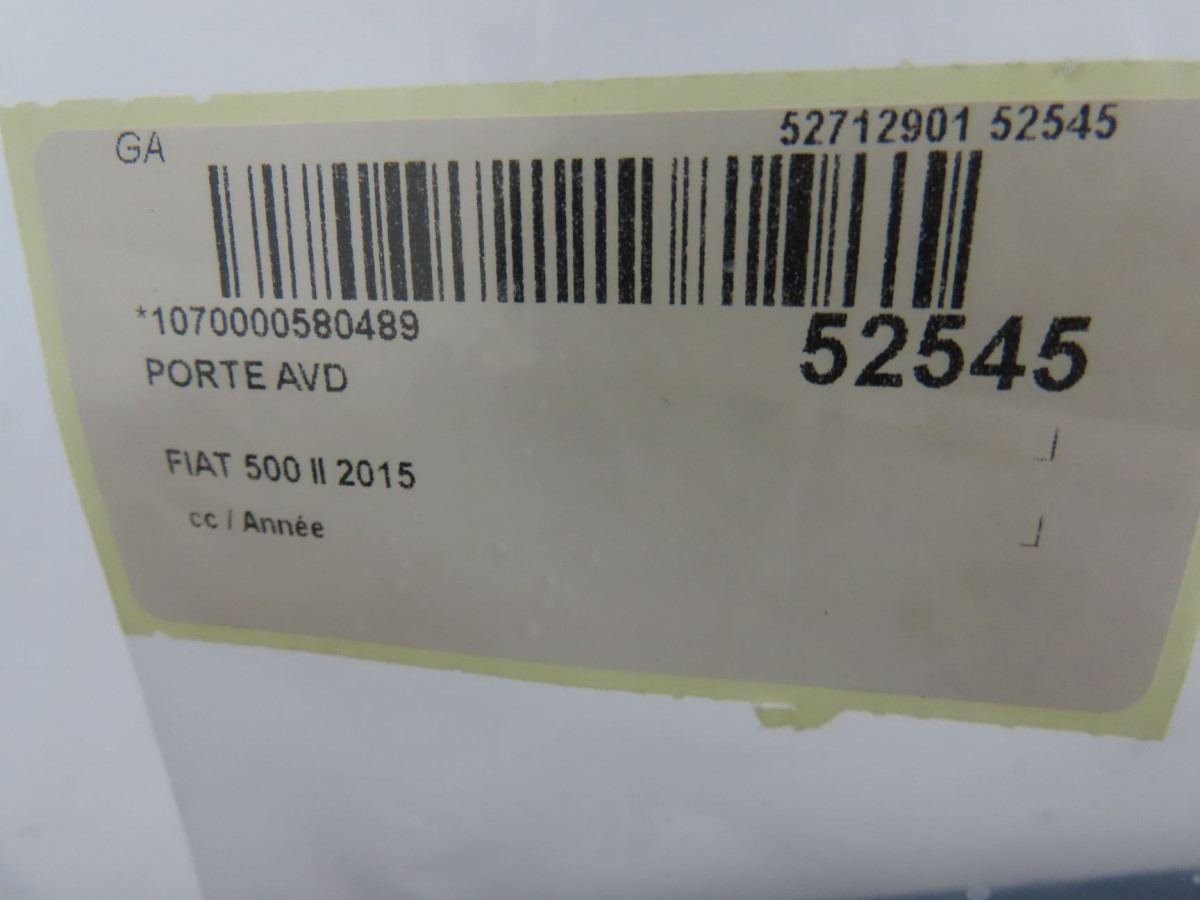 GA
52712901 52545
*1070000580489
52545
PORTE AVD
FIAT 500 II 2015
cc / Année